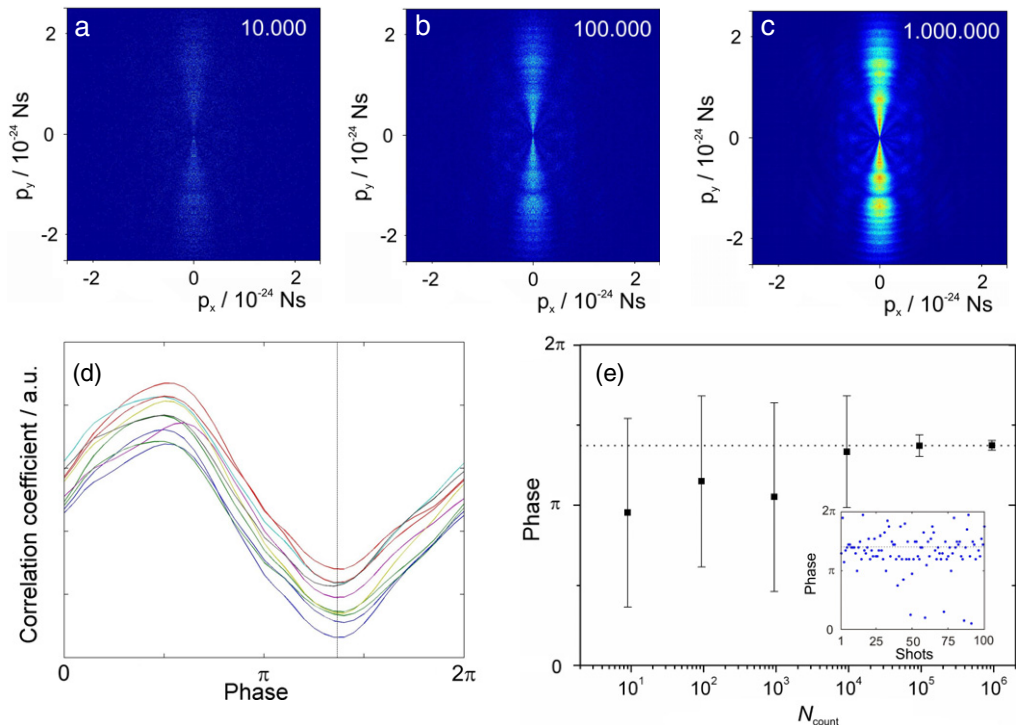 a
10.000
2
0
-2
p_y / 10^-24 Ns
-2 0 2
p_x / 10^-24 Ns
b
100.000
2
0
-2
p_y / 10^-24 Ns
-2 0 2
p_x / 10^-24 Ns
c
1.000.000
2
0
-2
p_y / 10^-24 Ns
-2 0 2
p_x / 10^-24 Ns
(d)
Correlation coefficient / a.u.
0 π 2π
Phase
(e)
2π
π
0
Phase
10^1 10^2 10^3 10^4 10^5 10^6
N_count
2π
π
0
Phase
1 25 50 75 100
Shots